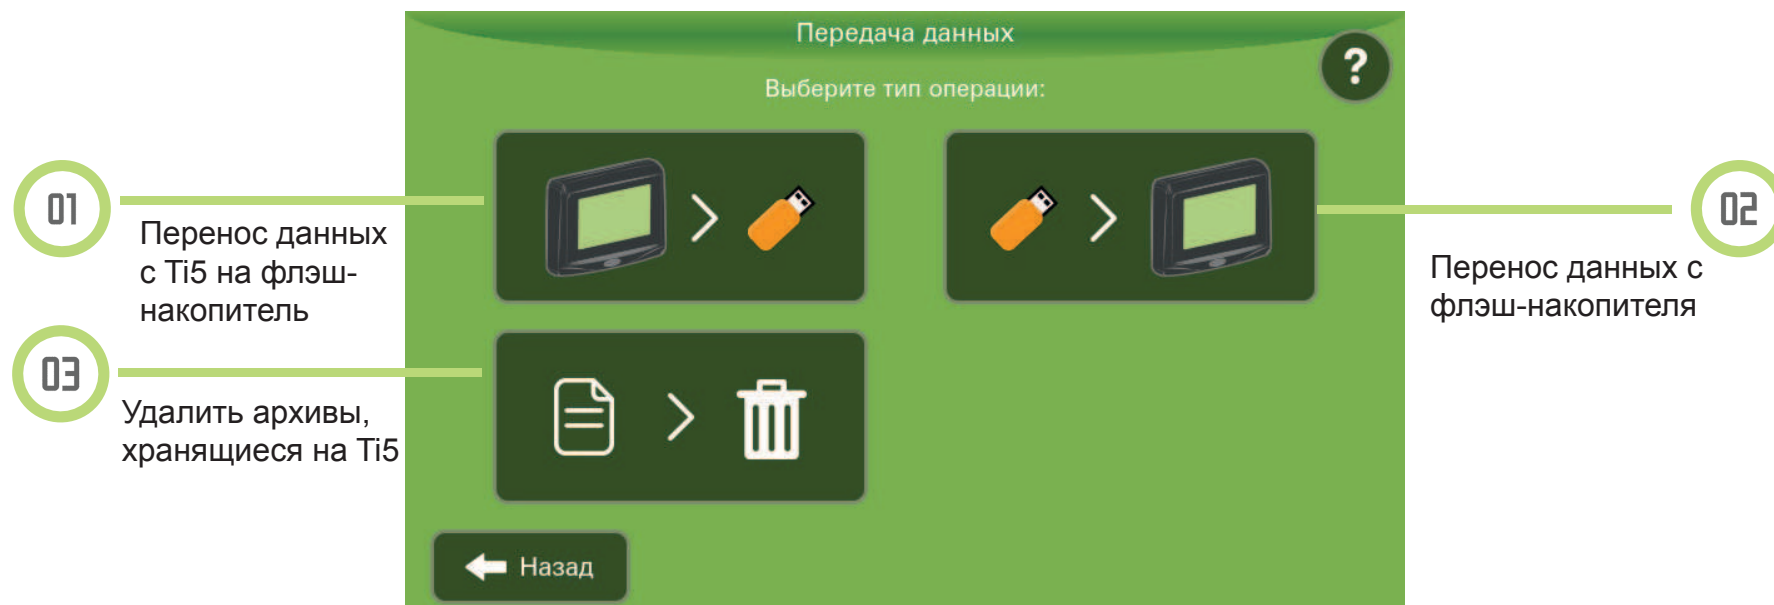 Передача данных
?
Выберите тип операции:
01
Перенос данных
с Ti5 на флэш-
накопитель
02
Перенос данных с
флэш-накопителя
03
Удалить архивы,
хранящиеся на Ti5
Назад